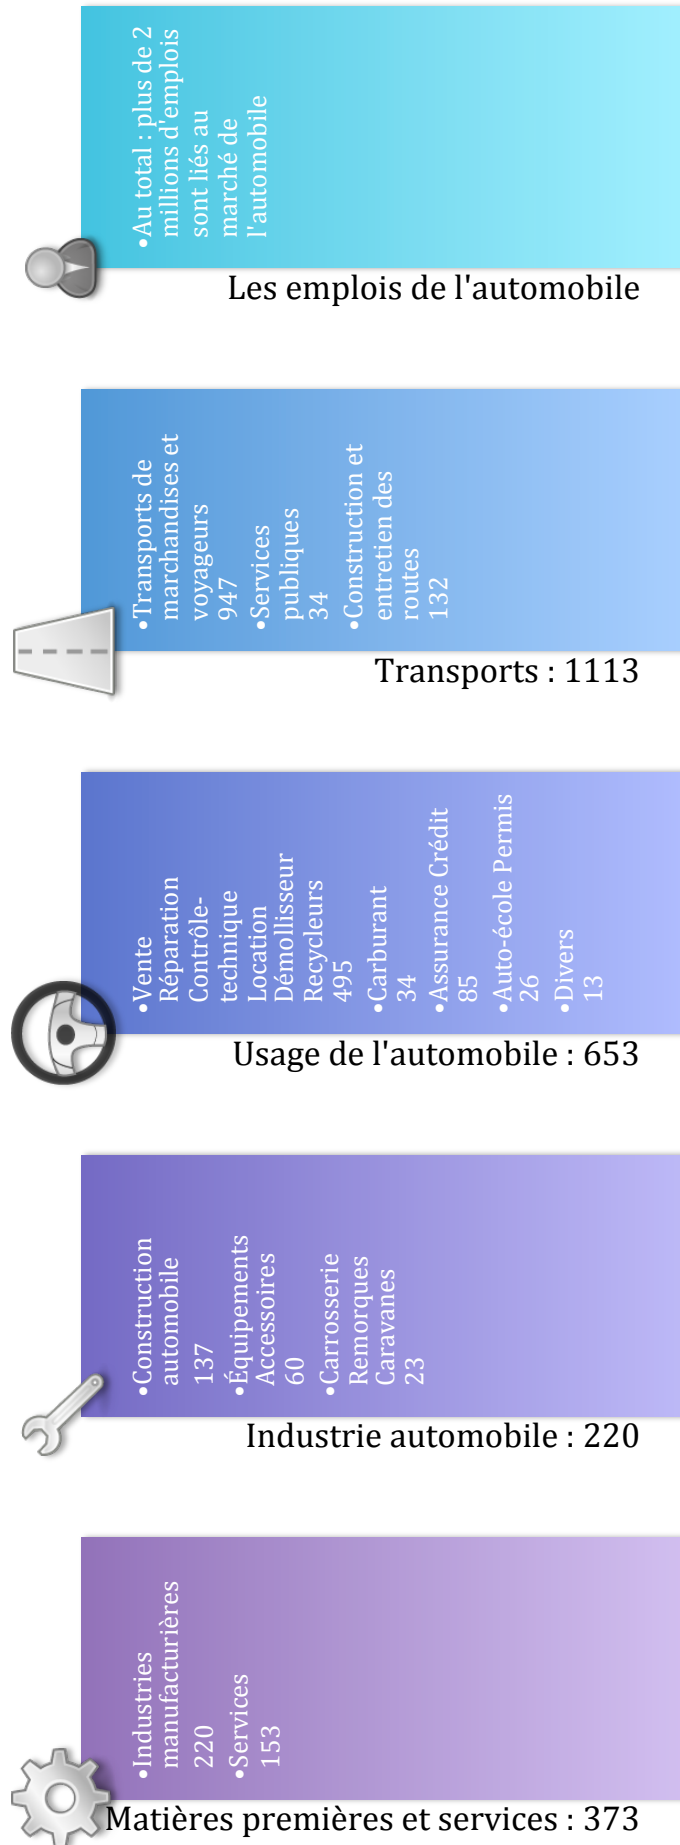 •Au total : plus de 2
millions d'emplois
sont liés au
marché de
l'automobile
Les emplois de l'automobile
•Transports de
marchandises et
voyageurs
947
•Services
publiques
34
•Construction et
entretien des
routes
132
Transports : 1113
•Vente
Réparation
Contrôle-
technique
Location
Démollisseur
Recycleurs
495
•Carburant
34
•Assurance Crédit
85
•Auto-école Permis
26
•Divers
13
Usage de l'automobile : 653
•Construction
automobile
137
•Équipements
Accessoires
60
•Carrosserie
Remorques
Caravanes
23
Industrie automobile : 220
•Industries
manufacturières
220
•Services
153
Matières premières et services : 373